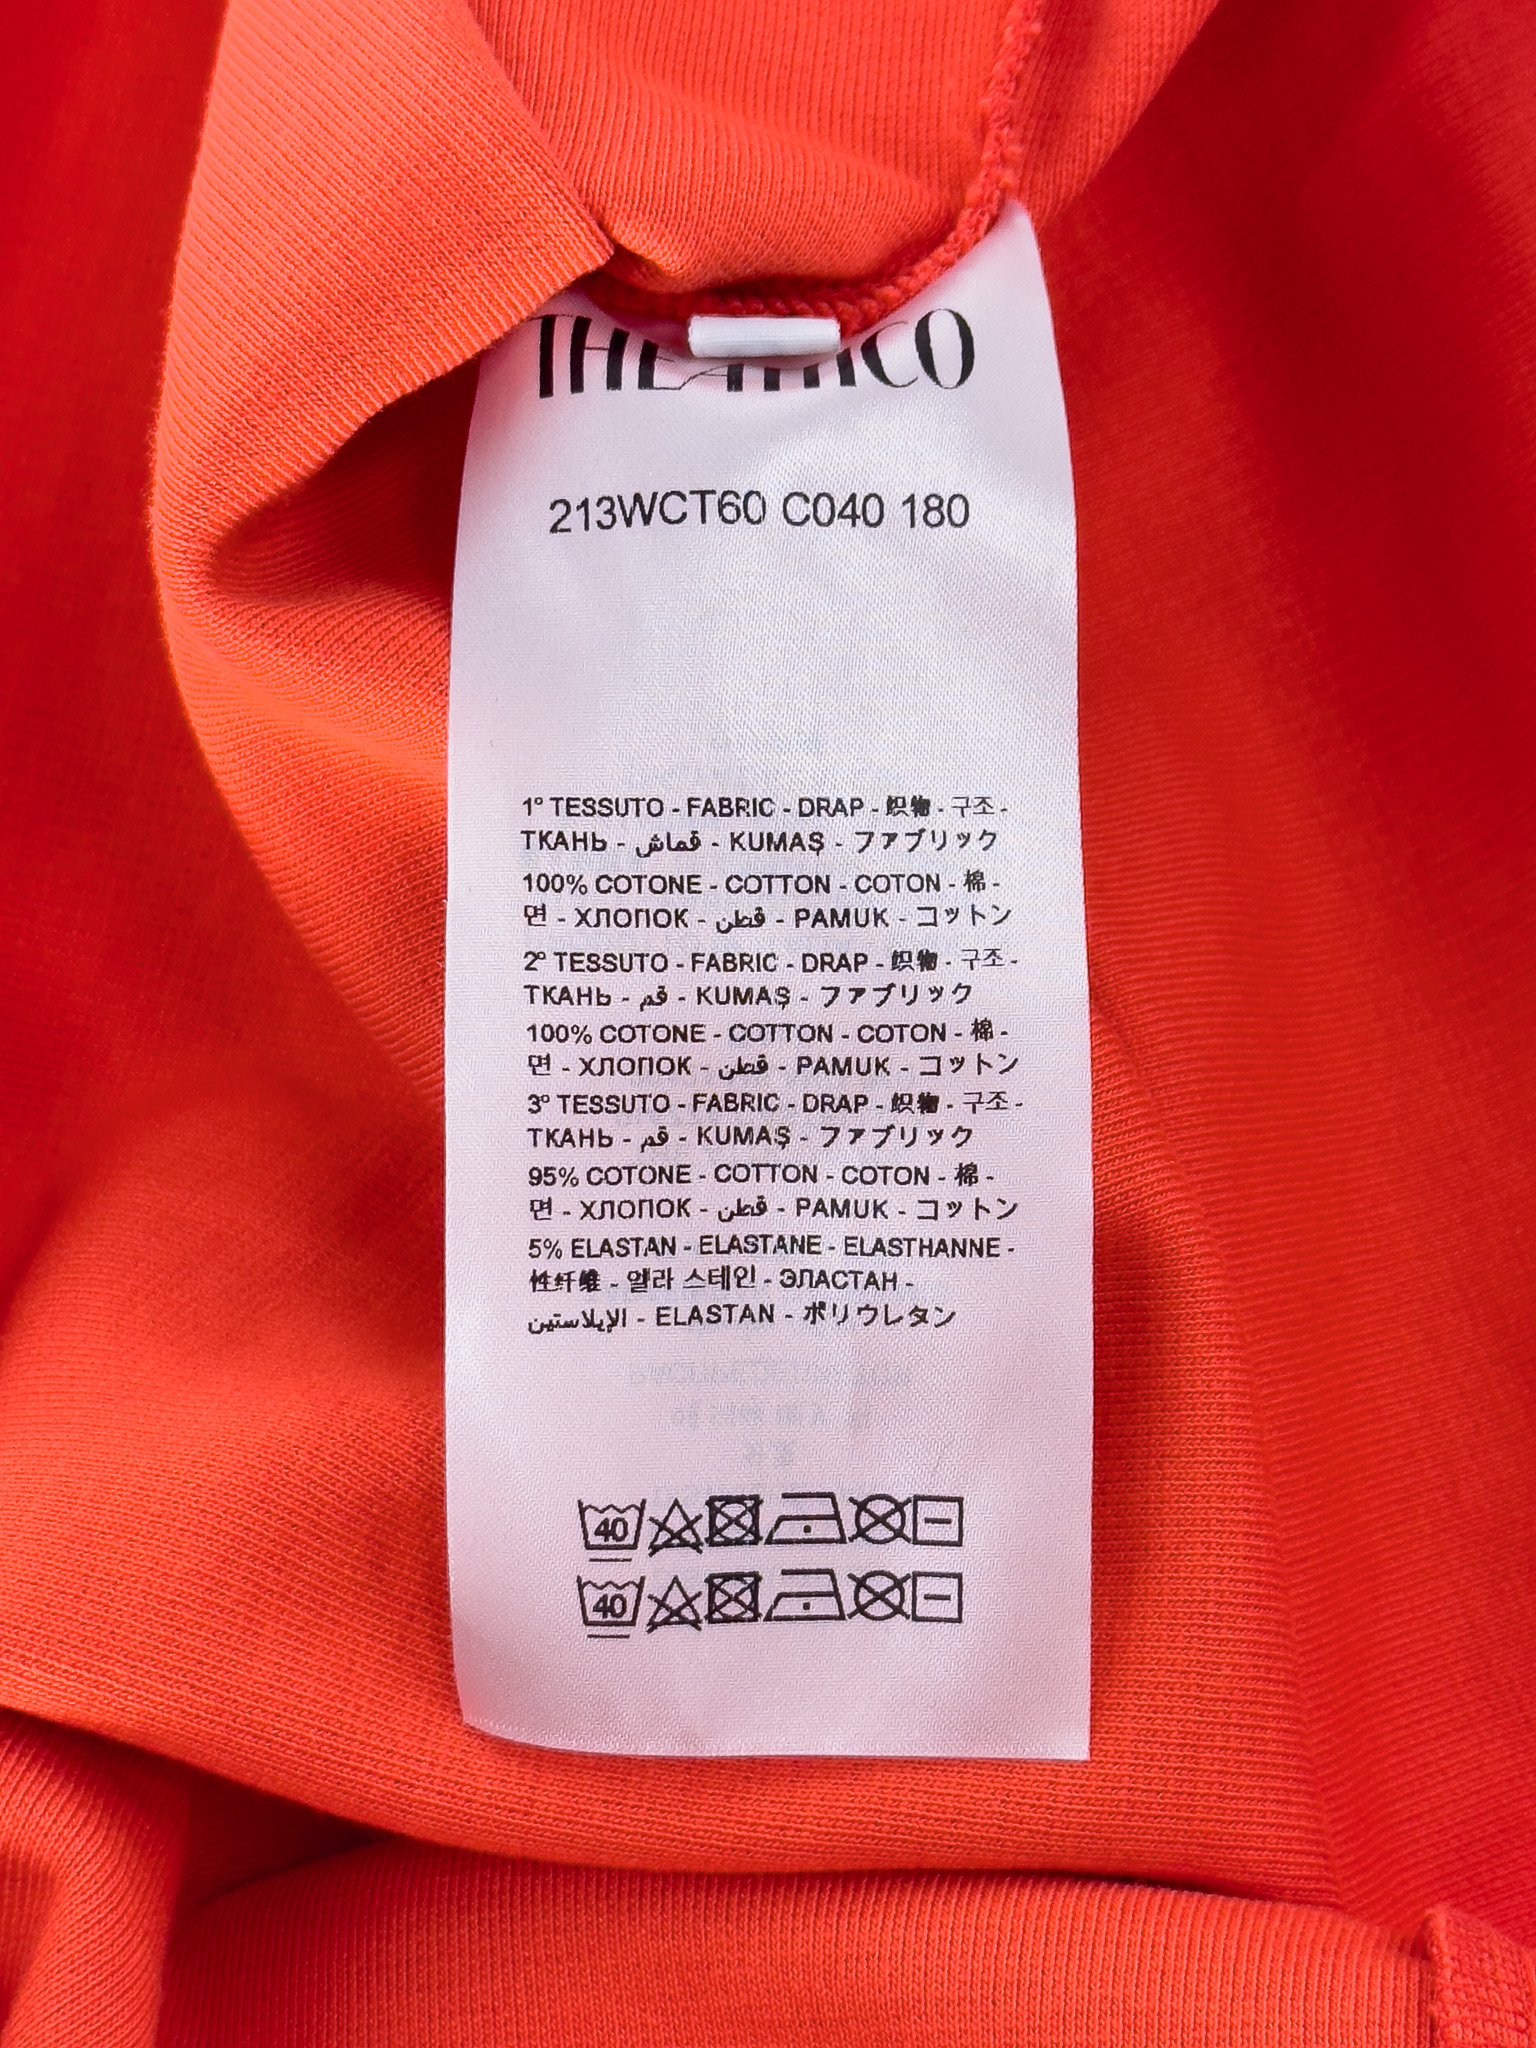 THE ATTICO
213WCT60 C040 180
1° TESSUTO - FABRIC - DRAP - 织物 - 구조 -
ТКАНЬ - قماش - KUMAŞ - ファブリック
100% COTONE - COTTON - COTON - 棉 -
면 - ХЛОПОК - قطن - PAMUK - コットン
2° TESSUTO - FABRIC - DRAP - 织物 - 구조 -
ТКАНЬ - قم - KUMAŞ - ファブリック
100% COTONE - COTTON - COTON - 棉 -
면 - ХЛОПОК - قطن - PAMUK - コットン
3° TESSUTO - FABRIC - DRAP - 织物 - 구조 -
ТКАНЬ - قم - KUMAŞ - ファブリック
95% COTONE - COTTON - COTON - 棉 -
면 - ХЛОПОК - قطن - PAMUK - コットン
5% ELASTAN - ELASTANE - ELASTHANNE -
性纤维 - 엘라 스테인 - ЭЛАСТАН -
الإيلاستين - ELASTAN - ポリウレタン
40
40